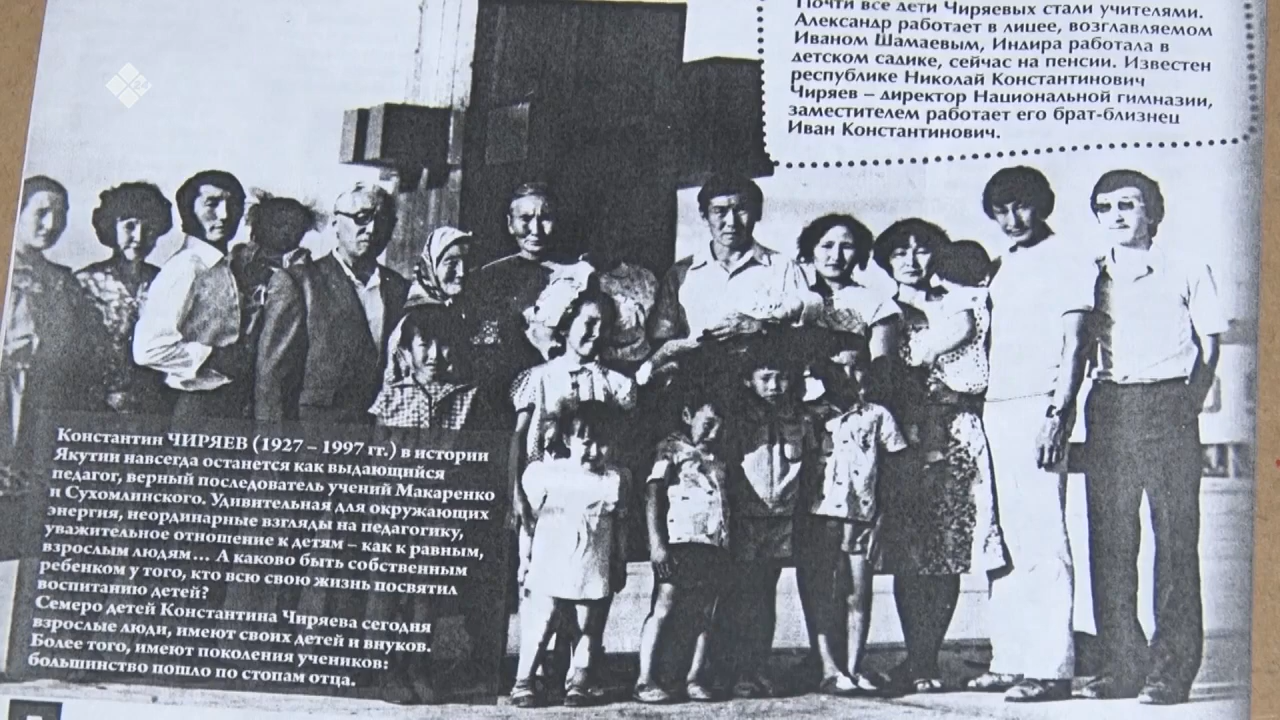 Почти все дети Чиряевых стали учителями.
Александр работает в лицее, возглавляемом
Иваном Шамаевым, Индира работала в
детском садике, сейчас на пенсии. Известен
республике Николай Константинович
Чиряев – директор Национальной гимназии,
заместителем работает его брат-близнец
Иван Константинович.
24
Константин ЧИРЯЕВ (1927 – 1997 гг.) в истории
Якутии навсегда останется как выдающийся
педагог, верный последователь учений Макаренко
и Сухомлинского. Удивительная для окружающих
энергия, неординарные взгляды на педагогику,
уважительное отношение к детям – как к равным,
взрослым людям... А каково быть собственным
ребенком у того, кто всю свою жизнь посвятил
воспитанию детей?
Семеро детей Константина Чиряева сегодня
взрослые люди, имеют своих детей и внуков.
Более того, имеют поколения учеников:
большинство пошло по стопам отца.